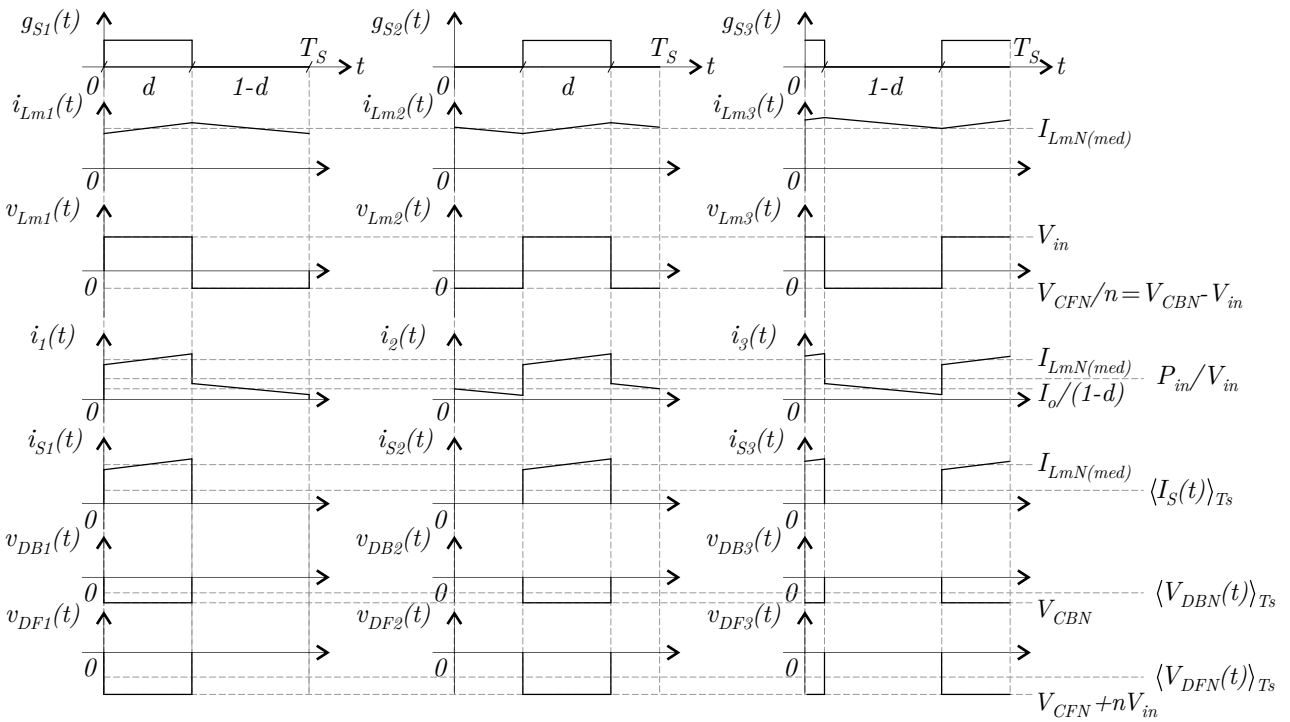 g_{S1}(t) g_{S2}(t) g_{S3}(t)
T_S t T_S t T_S t
0 d 1-d 0 d 0 1-d
i_{Lm1}(t) i_{Lm2}(t) i_{Lm3}(t)
I_{LmN(med)}
0 0 0
v_{Lm1}(t) v_{Lm2}(t) v_{Lm3}(t)
V_{in}
0 0 0
V_{CFN}/n=V_{CBN}-V_{in}
i_1(t) i_2(t) i_3(t)
I_{LmN(med)}
P_{in}/V_{in}
0 0 0 I_o/(1-d)
i_{S1}(t) i_{S2}(t) i_{S3}(t)
I_{LmN(med)}
⟨I_S(t)⟩_{Ts}
0 0 0
v_{DB1}(t) v_{DB2}(t) v_{DB3}(t)
0 0 0 ⟨V_{DBN}(t)⟩_{Ts}
V_{CBN}
v_{DF1}(t) v_{DF2}(t) v_{DF3}(t)
0 0 0 ⟨V_{DFN}(t)⟩_{Ts}
V_{CFN}+nV_{in}